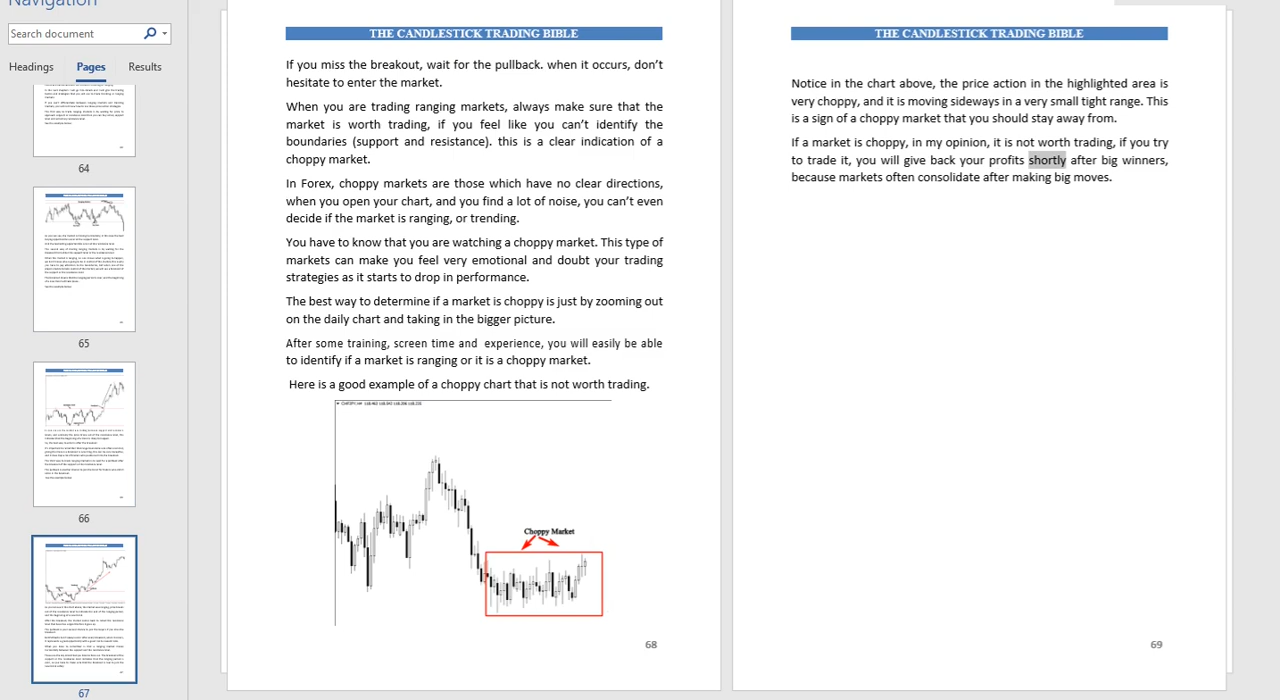 Navigation
Search document
Headings Pages Results
64
65
66
67
THE CANDLESTICK TRADING BIBLE
If you miss the breakout, wait for the pullback. when it occurs, don't
hesitate to enter the market.
When you are trading ranging markets, always make sure that the
market is worth trading, if you feel like you can't identify the
boundaries (support and resistance). this is a clear indication of a
choppy market.
In Forex, choppy markets are those which have no clear directions,
when you open your chart, and you find a lot of noise, you can't even
decide if the market is ranging, or trending.
You have to know that you are watching a choppy market. This type of
markets can make you feel very emotional and doubt your trading
strategies as it starts to drop in performance.
The best way to determine if a market is choppy is just by zooming out
on the daily chart and taking in the bigger picture.
After some training, screen time and experience, you will easily be able
to identify if a market is ranging or it is a choppy market.
Here is a good example of a choppy chart that is not worth trading.
Choppy Market
68
THE CANDLESTICK TRADING BIBLE
Notice in the chart above, the price action in the highlighted area is
very choppy, and it is moving sideways in a very small tight range. This
is a sign of a choppy market that you should stay away from.
If a market is choppy, in my opinion, it is not worth trading, if you try
to trade it, you will give back your profits shortly after big winners,
because markets often consolidate after making big moves.
69